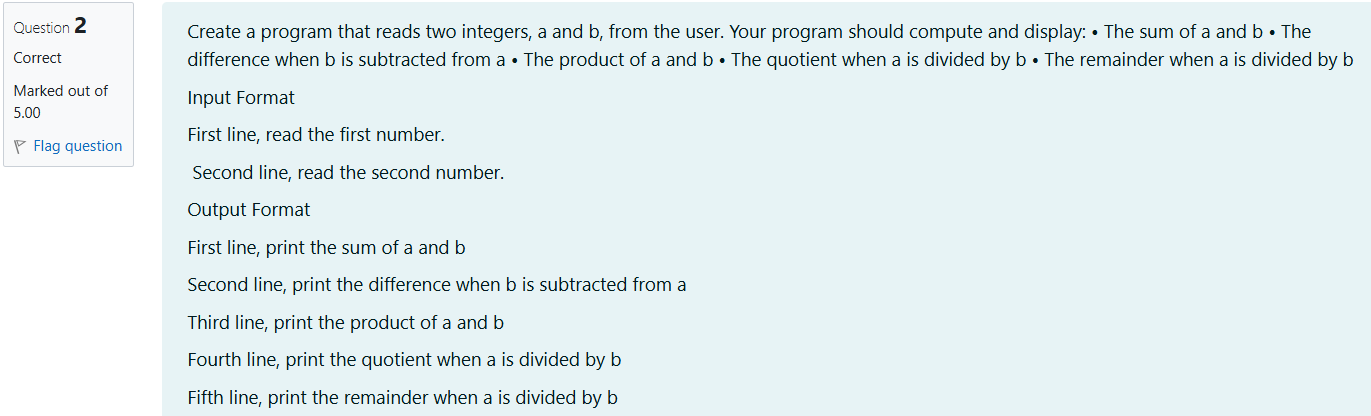 Question 2
Correct
Marked out of
5.00
Flag question
Create a program that reads two integers, a and b, from the user. Your program should compute and display: • The sum of a and b • The
difference when b is subtracted from a • The product of a and b • The quotient when a is divided by b • The remainder when a is divided by b
Input Format
First line, read the first number.
Second line, read the second number.
Output Format
First line, print the sum of a and b
Second line, print the difference when b is subtracted from a
Third line, print the product of a and b
Fourth line, print the quotient when a is divided by b
Fifth line, print the remainder when a is divided by b